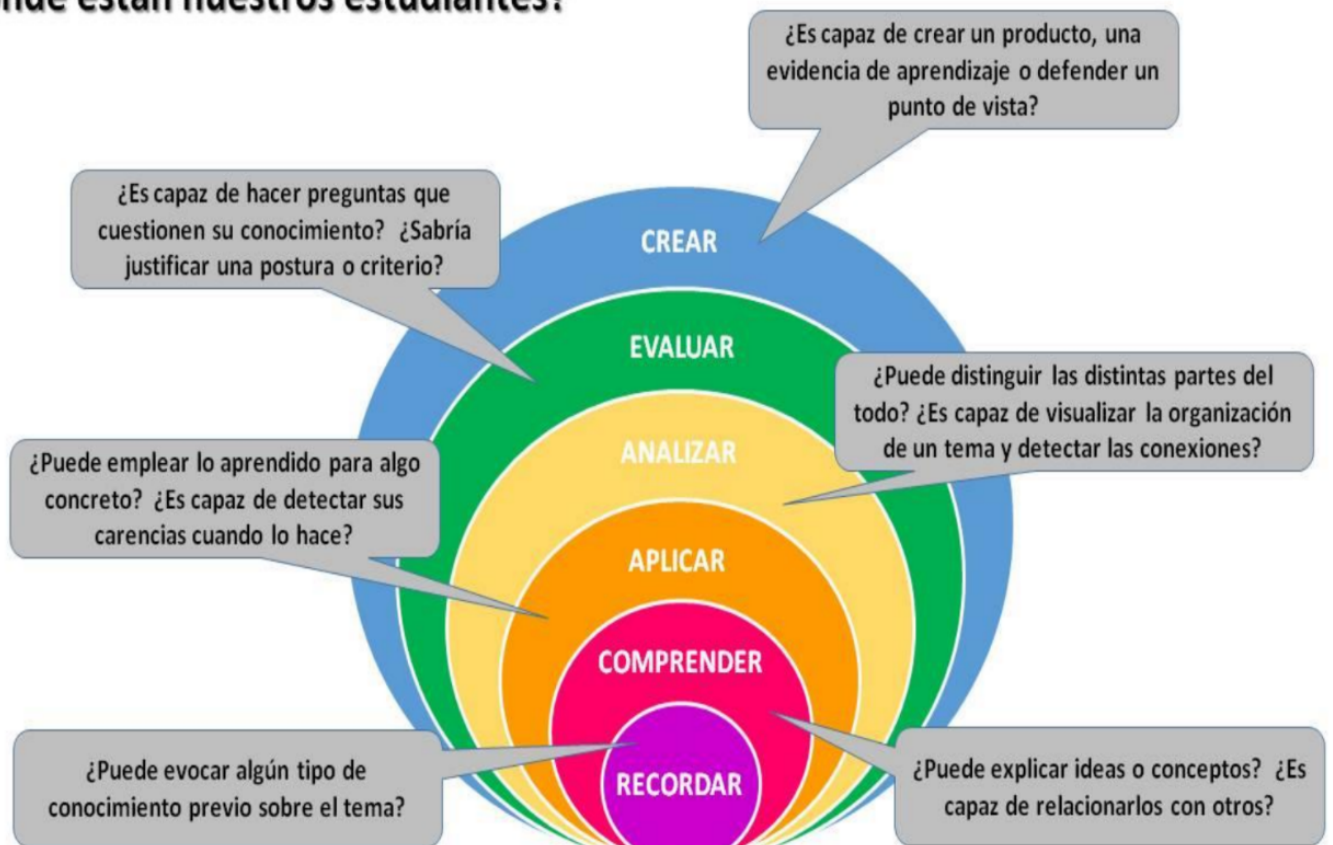 nde están nuestros estudiantes?
¿Es capaz de crear un producto, una
evidencia de aprendizaje o defender un
punto de vista?
¿Es capaz de hacer preguntas que
cuestionen su conocimiento? ¿Sabría
justificar una postura o criterio?
CREAR
EVALUAR
¿Puede distinguir las distintas partes del
todo? ¿Es capaz de visualizar la organización
de un tema y detectar las conexiones?
ANALIZAR
¿Puede emplear lo aprendido para algo
concreto? ¿Es capaz de detectar sus
carencias cuando lo hace?
APLICAR
COMPRENDER
¿Puede evocar algún tipo de
conocimiento previo sobre el tema?
RECORDAR
¿Puede explicar ideas o conceptos? ¿Es
capaz de relacionarlos con otros?